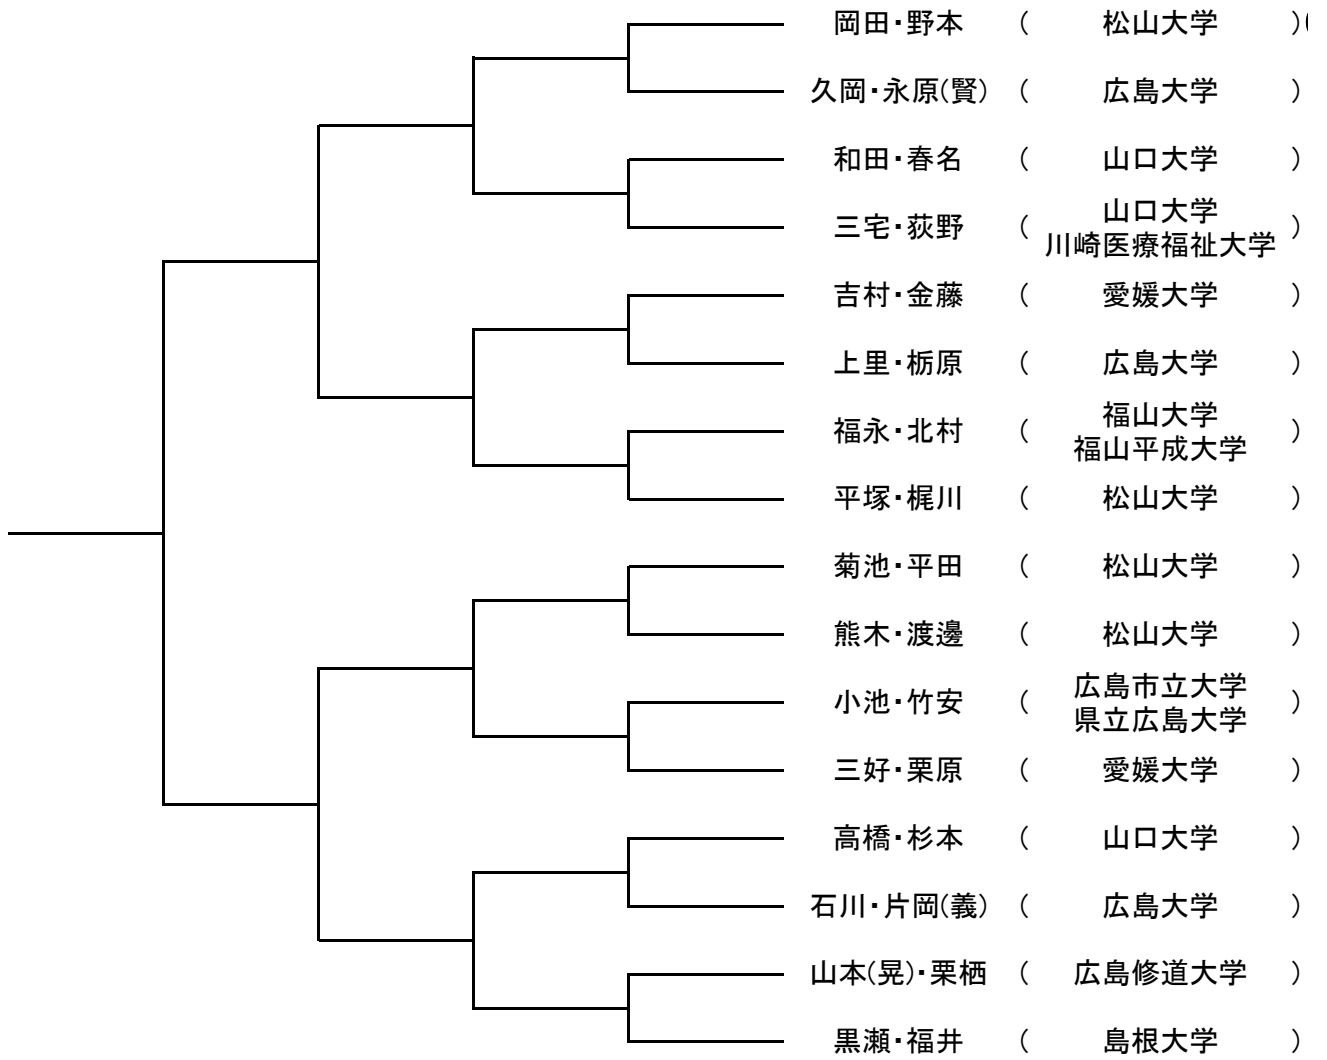 岡田・野本 ( 松山大学 )(
久岡・永原(賢) ( 広島大学 )
和田・春名 ( 山口大学 )
三宅・荻野 ( 山口大学 川崎医療福祉大学 )
吉村・金藤 ( 愛媛大学 )
上里・栃原 ( 広島大学 )
福永・北村 ( 福山大学 福山平成大学 )
平塚・梶川 ( 松山大学 )
菊池・平田 ( 松山大学 )
熊木・渡邊 ( 松山大学 )
小池・竹安 ( 広島市立大学 県立広島大学 )
三好・栗原 ( 愛媛大学 )
高橋・杉本 ( 山口大学 )
石川・片岡(義) ( 広島大学 )
山本(晃)・栗栖 ( 広島修道大学 )
黒瀬・福井 ( 島根大学 )